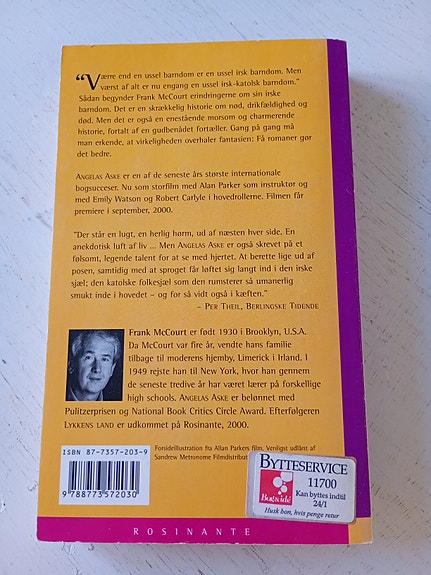 “Værre end en ussel barndom er en ussel irsk barndom. Men
værst af alt er nu engang en ussel irsk-katolsk barndom.”
Sådan begynder Frank McCourt erindringerne om sin irske
barndom. Det er en skrækkelig historie om nød, drikfældighed og
død. Men det er også en enestående morsom og charmerende
historie, fortalt af en gudbenådet fortæller. Gang på gang må
man erkende, at virkeligheden overhaler fantasien: Få romaner gør
det bedre.
ANGELAS ASKE er en af de seneste års største internationale
bogsucceser. Nu som storfilm med Alan Parker som instruktør og
med Emily Watson og Robert Carlyle i hovedrollerne. Filmen får
premiere i september, 2000.
”Der står en lugt, en herlig hørm, ud af næsten hver side. En
anekdotisk luft af liv ... Men ANGELAS ASKE er også skrevet på et
følsomt, legende talent for at se med hjertet. At berette lige ud af
posen, samtidig med at sproget får løftet sig langt ind i den irske
sjæl; den katolske folkesjæl som den rumsterer så umanerlig
smukt inde i hovedet – og for så vidt også i kæften.”
– PER THEIL, BERLINGSKE TIDENDE
Frank McCourt er født 1930 i Brooklyn, U.S.A.
Da McCourt var fire år, vendte hans familie
tilbage til moderens hjemby, Limerick i Irland. I
1949 rejste han til New York, hvor han gennem
de seneste tredive år har været lærer på forskellige
high schools. ANGELAS ASKE er belønnet med
Pulitzerprisen og National Book Critics Circle Award. Efterfølgeren
LYKKENS LAND er udkommet på Rosinante, 2000.
Forsideillustration fra Allan Parkers film. Venligst udlånt af
Sandrew Metronome Filmdistribut
ISBN 87-7357-203-9
9 788773 572030
BYTTESERVICE
11700
Bog&idé
Kan byttes indtil
24/1
Husk bon, hvis penge retur
ROSINANTE